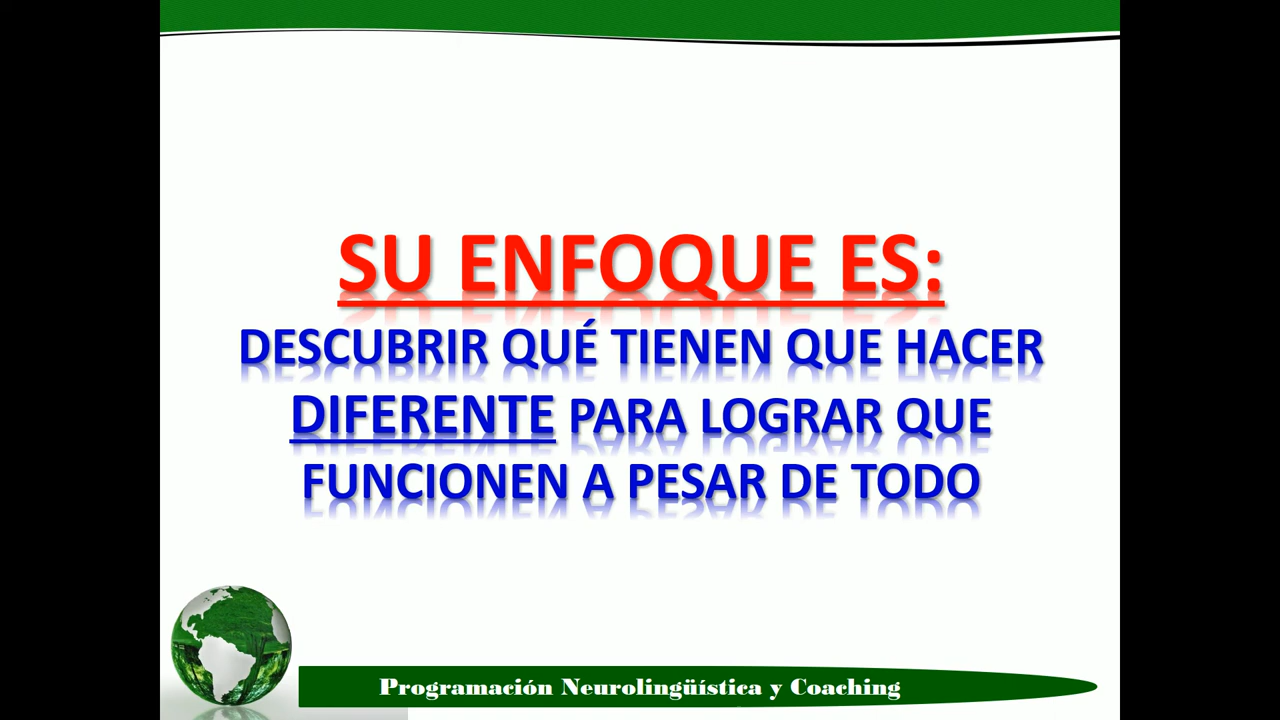 SU ENFOQUE ES:
DESCUBRIR QUÉ TIENEN QUE HACER
DIFERENTE PARA LOGRAR QUE
FUNCIONEN A PESAR DE TODO
Programación Neurolingüística y Coaching